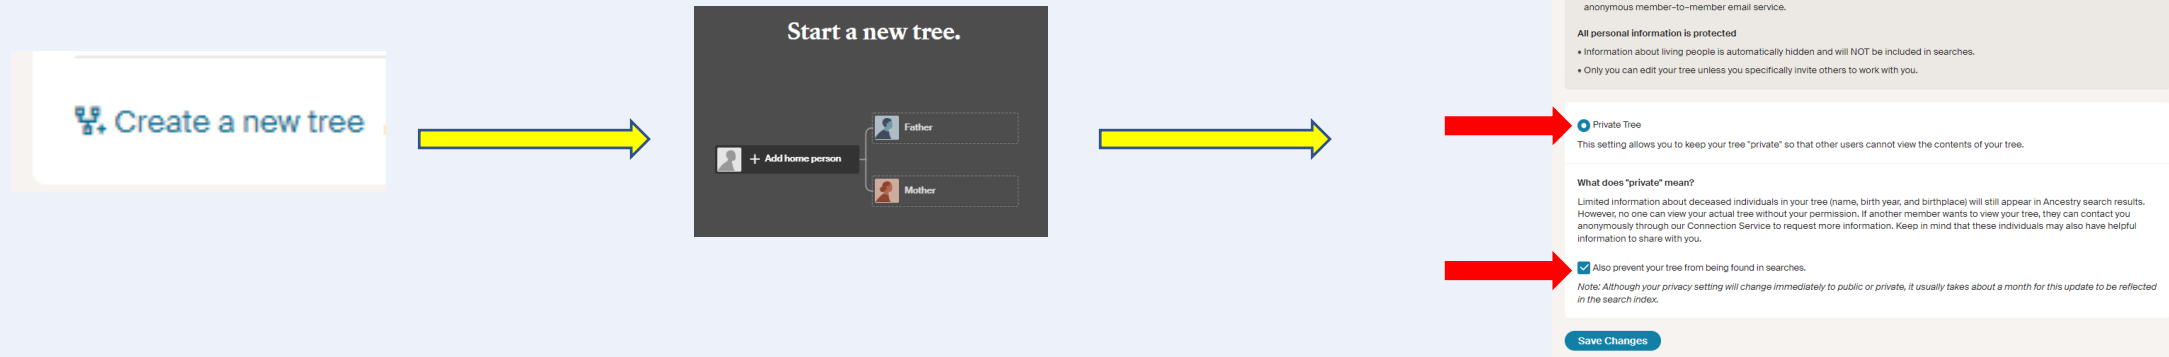 Create a new tree
Start a new tree.
Father
+ Add home person
Mother
anonymous member-to-member email service.
All personal information is protected
• Information about living people is automatically hidden and will NOT be included in searches.
• Only you can edit your tree unless you specifically invite others to work with you.
Private Tree
This setting allows you to keep your tree "private" so that other users cannot view the contents of your tree.
What does "private" mean?
Limited information about deceased individuals in your tree (name, birth year, and birthplace) will still appear in Ancestry search results.
However, no one can view your actual tree without your permission. If another member wants to view your tree, they can contact you
anonymously through our Connection Service to request more information. Keep in mind that these individuals may also have helpful
information to share with you.
Also prevent your tree from being found in searches.
Note: Although your privacy setting will change immediately to public or private, it usually takes about a month for this update to be reflected
in the search index.
Save Changes